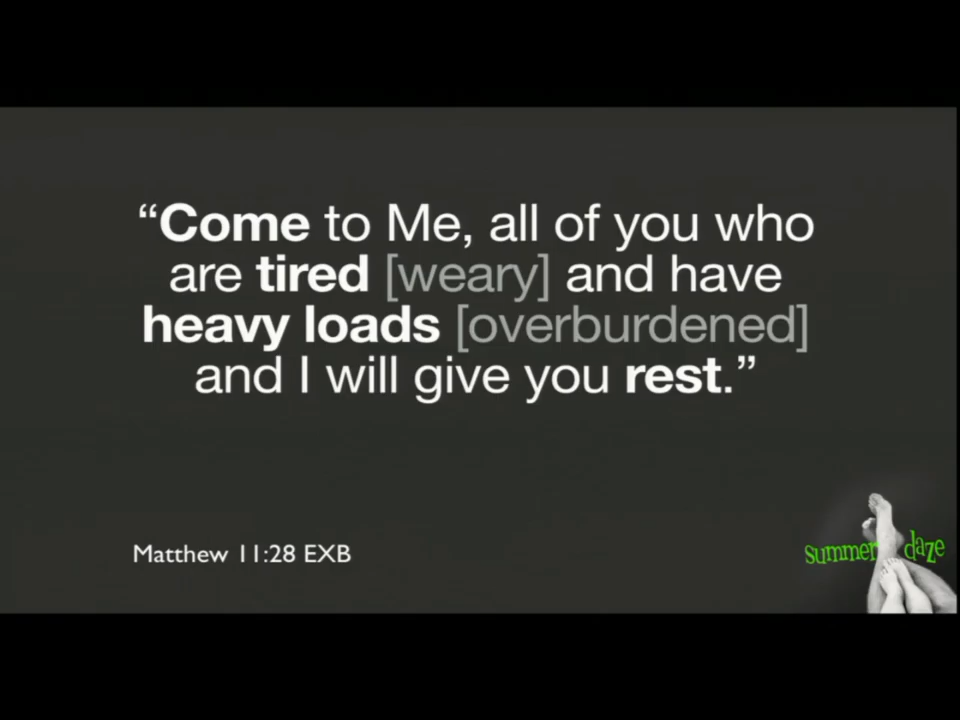 “Come to Me, all of you who
are tired [weary] and have
heavy loads [overburdened]
and I will give you rest.”
Matthew 11:28 EXB
summer daze